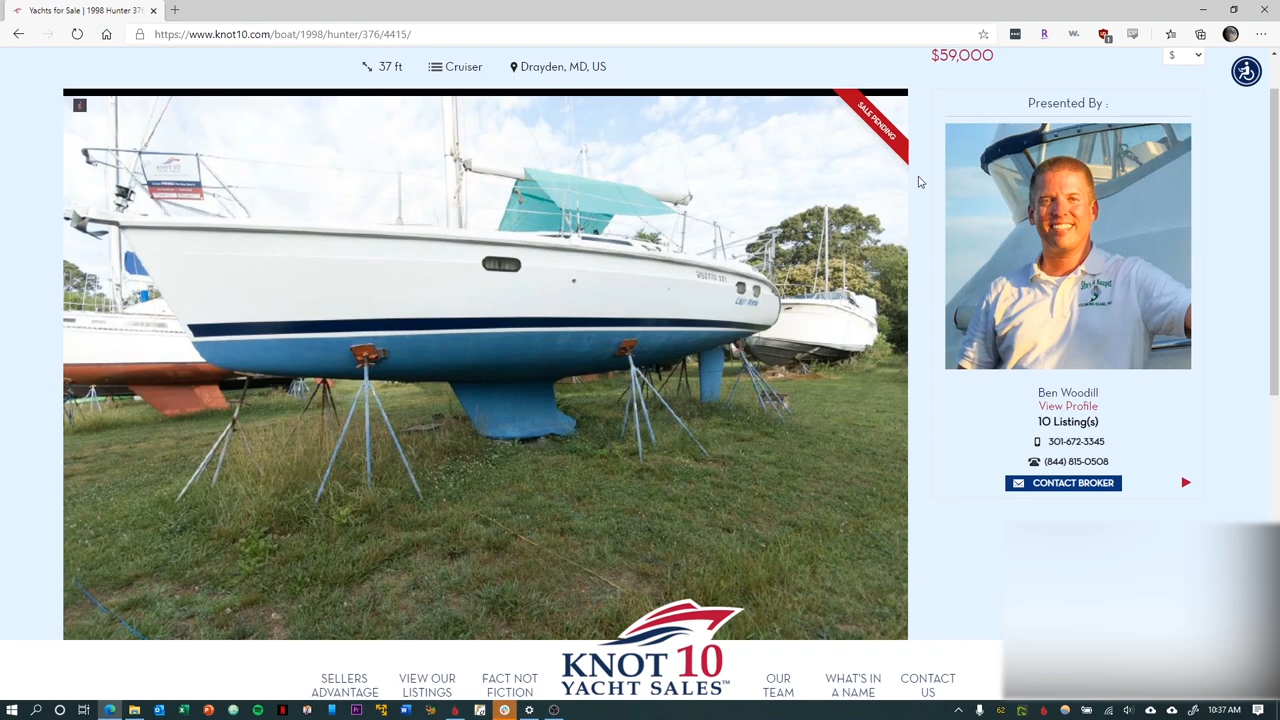 Yachts for Sale | 1998 Hunter 37
https://www.knot10.com/boat/1998/hunter/376/4415/
$59,000
$
37 ft
Cruiser
Drayden, MD, US
SALE PENDING
KNOT 10
Presented By :
Ben Woodill
View Profile
10 Listing(s)
301-672-3345
(844) 815-0508
CONTACT BROKER
KNOT 10
YACHT SALES™
SELLERS
ADVANTAGE
VIEW OUR
LISTINGS
FACT NOT
FICTION
OUR
TEAM
WHAT'S IN
A NAME
CONTACT
US
10:37 AM